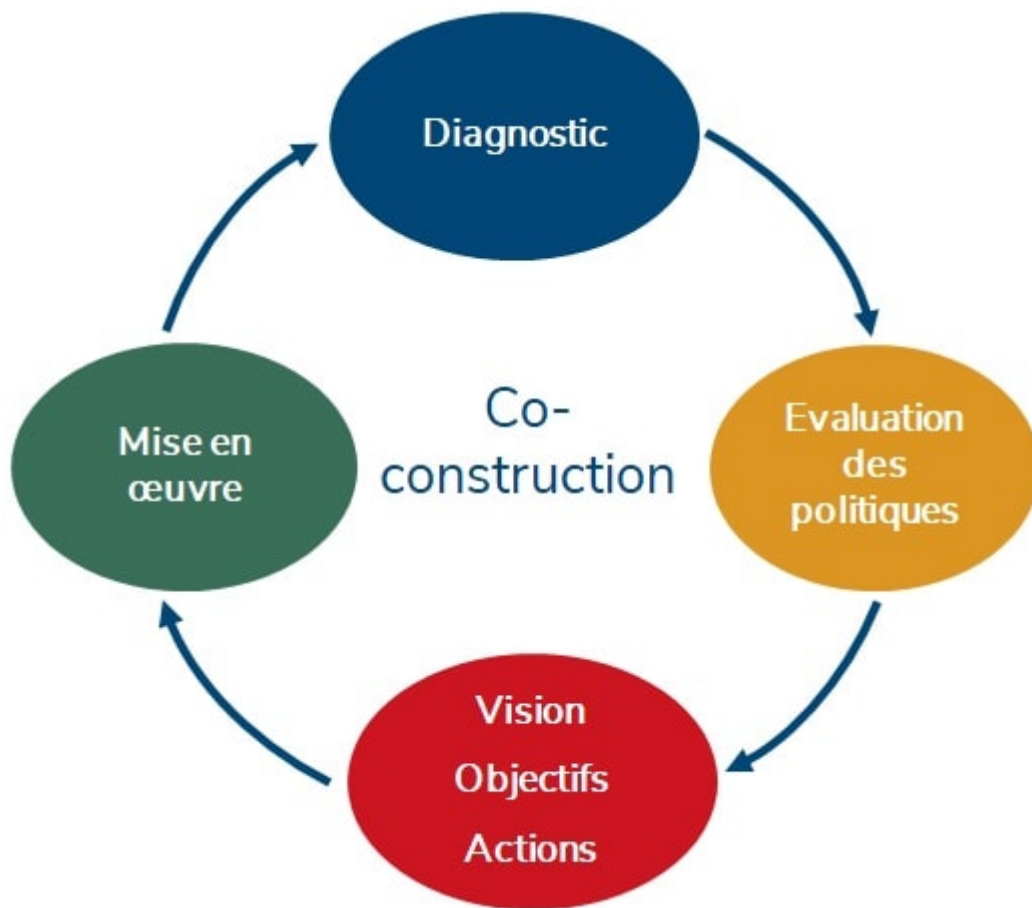 Diagnostic
Evaluation
des
politiques
Vision
Objectifs
Actions
Mise en
œuvre
Co-
construction